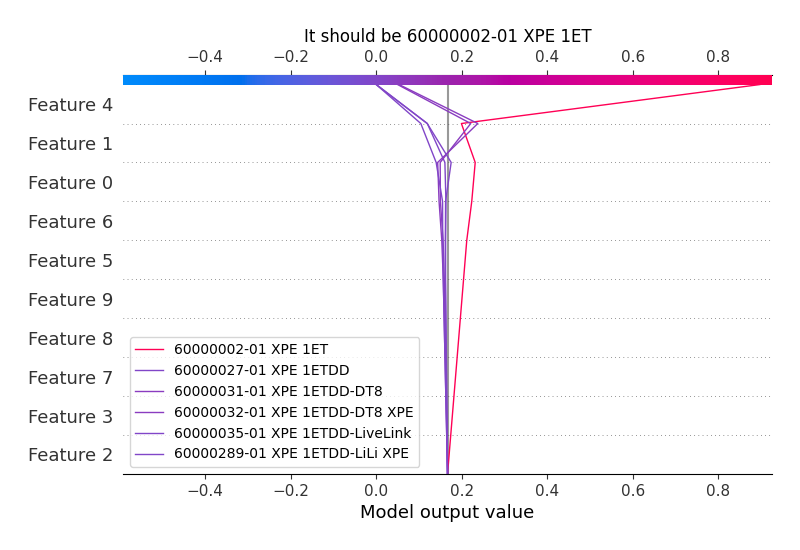 It should be 60000002-01 XPE 1ET
−0.4 −0.2 0.0 0.2 0.4 0.6 0.8
Feature 4
Feature 1
Feature 0
Feature 6
Feature 5
Feature 9
Feature 8
Feature 7
Feature 3
Feature 2
60000002-01 XPE 1ET
60000027-01 XPE 1ETDD
60000031-01 XPE 1ETDD-DT8
60000032-01 XPE 1ETDD-DT8 XPE
60000035-01 XPE 1ETDD-LiveLink
60000289-01 XPE 1ETDD-LiLi XPE
−0.4 −0.2 0.0 0.2 0.4 0.6 0.8
Model output value